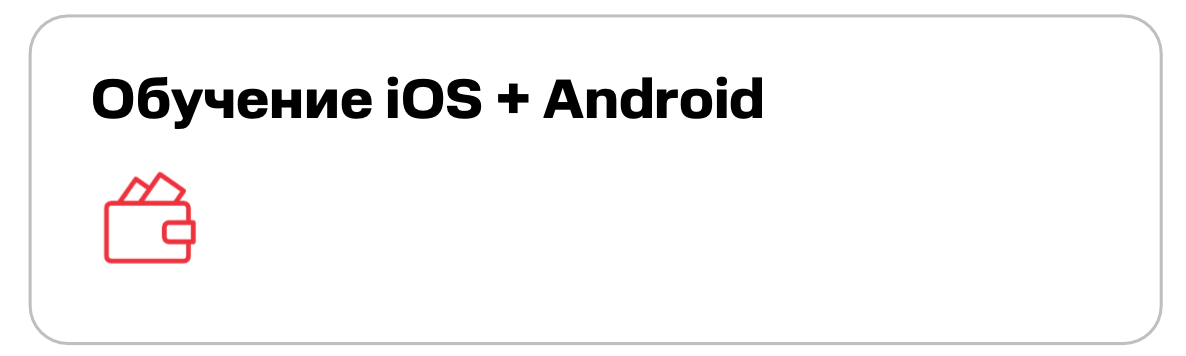 Обучение iOS + Android